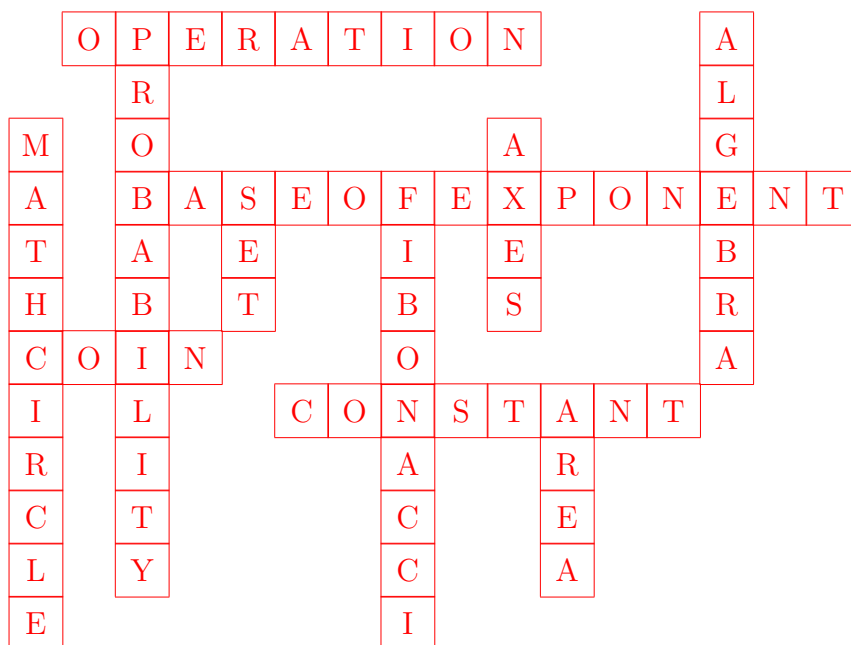 OPERATION
PROBABILITY
ALGEBRA
MATHCIRCLE
AXES
BASEOFEXPONENT
SET
FIBONACCI
COIN
CONSTANT
AREA